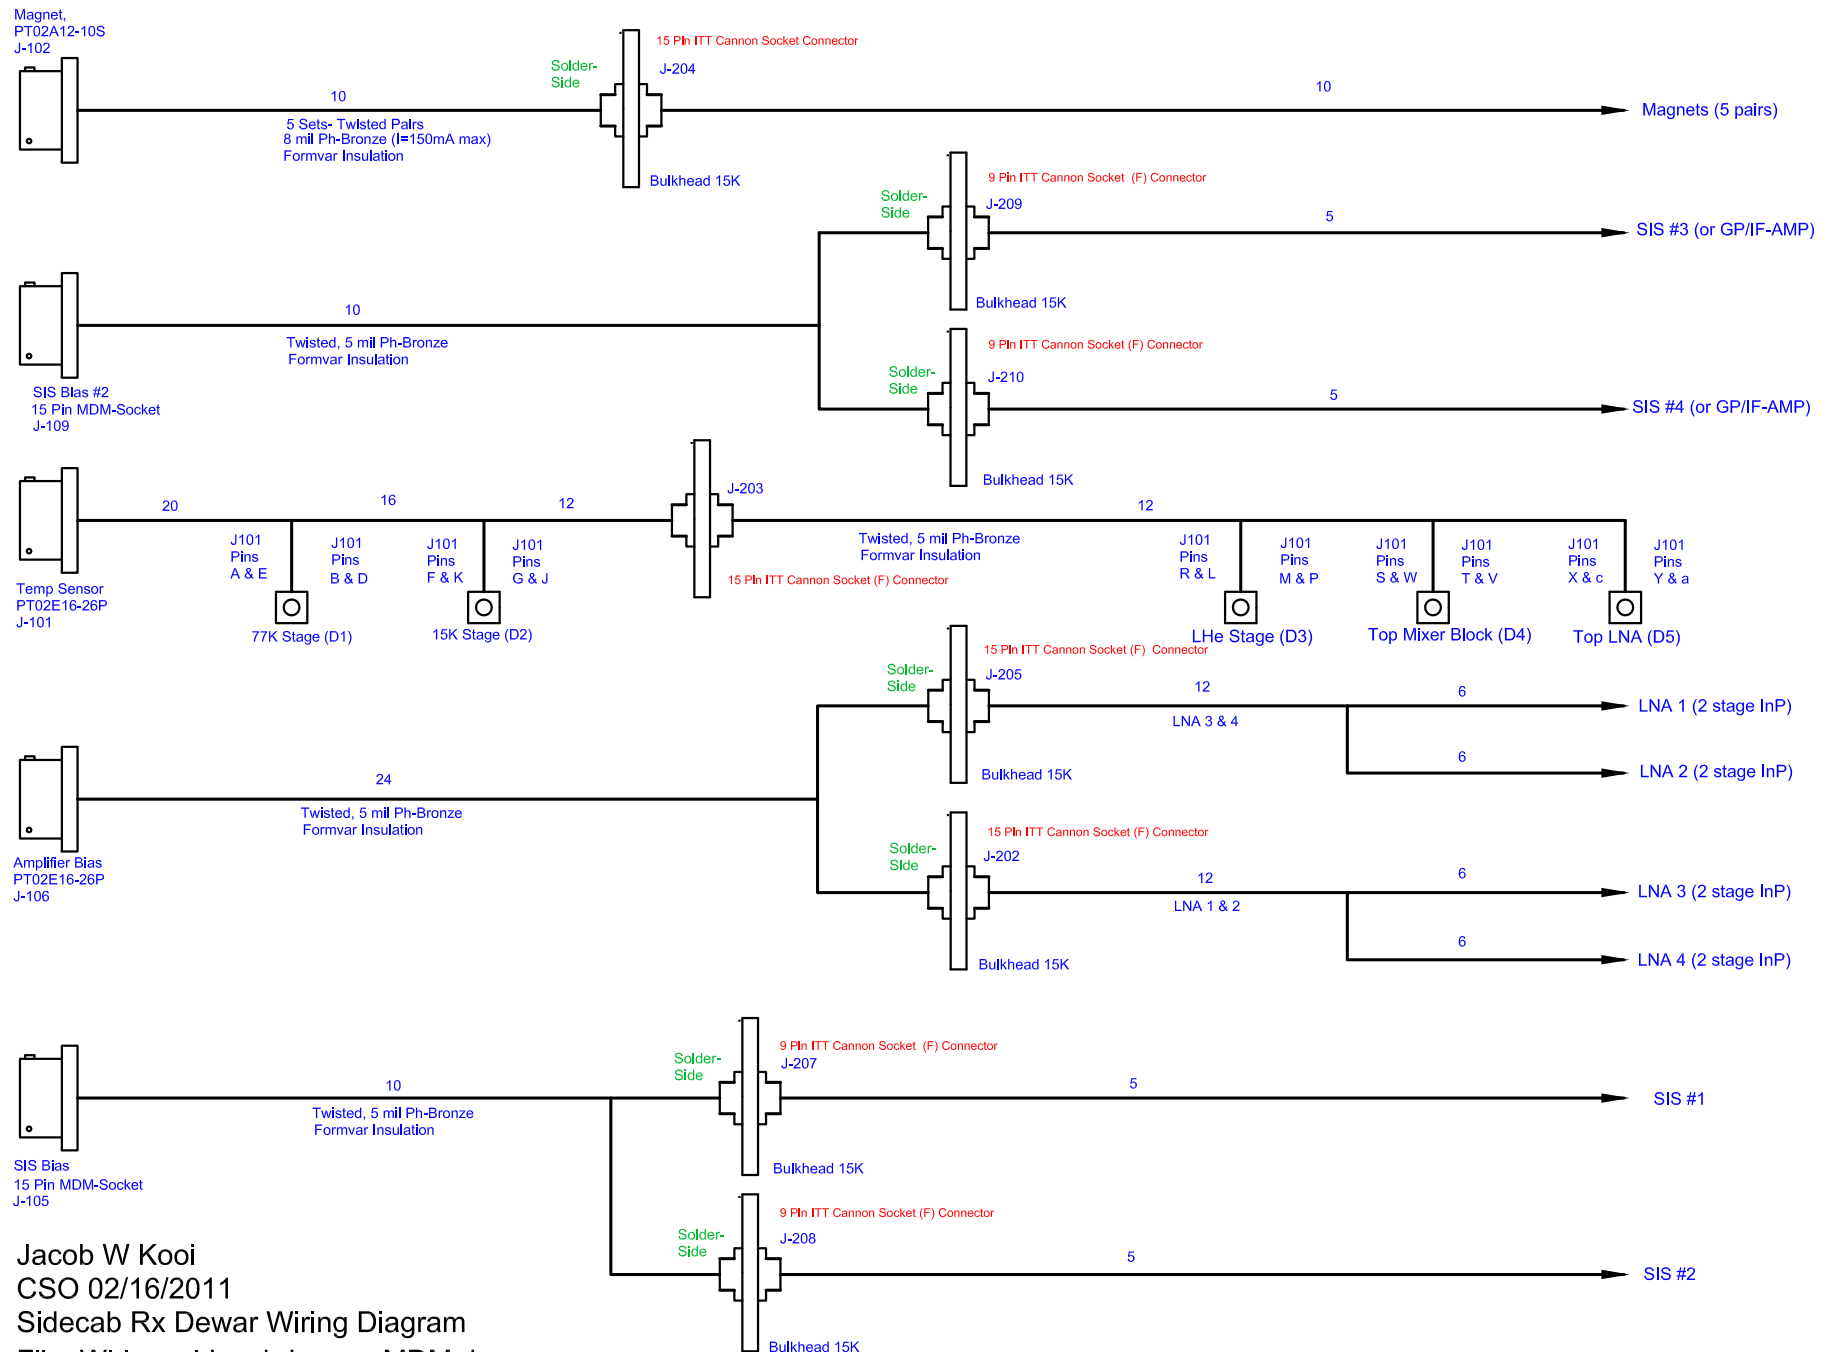 Magnet,
PT02A12-10S
J-102
10
5 Sets- Twisted Pairs
8 mil Ph-Bronze (I=150mA max)
Formvar Insulation
Solder-
Side
15 Pin ITT Cannon Socket Connector
J-204
Bulkhead 15K
10
Magnets (5 pairs)
SIS Bias #2
15 Pin MDM-Socket
J-109
10
Twisted, 5 mil Ph-Bronze
Formvar Insulation
Solder-
Side
9 Pin ITT Cannon Socket (F) Connector
J-209
Bulkhead 15K
5
SIS #3 (or GP/IF-AMP)
Solder-
Side
9 Pin ITT Cannon Socket (F) Connector
J-210
Bulkhead 15K
5
SIS #4 (or GP/IF-AMP)
Temp Sensor
PT02E16-26P
J-101
20
J101
Pins
A & E
J101
Pins
B & D
77K Stage (D1)
16
J101
Pins
F & K
J101
Pins
G & J
15K Stage (D2)
12
J-203
15 Pin ITT Cannon Socket (F) Connector
Twisted, 5 mil Ph-Bronze
Formvar Insulation
12
J101
Pins
R & L
J101
Pins
M & P
LHe Stage (D3)
J101
Pins
S & W
J101
Pins
T & V
Top Mixer Block (D4)
J101
Pins
X & c
J101
Pins
Y & a
Top LNA (D5)
Amplifier Bias
PT02E16-26P
J-106
24
Twisted, 5 mil Ph-Bronze
Formvar Insulation
Solder-
Side
15 Pin ITT Cannon Socket (F) Connector
J-205
Bulkhead 15K
12
LNA 3 & 4
6
LNA 1 (2 stage InP)
6
LNA 2 (2 stage InP)
Solder-
Side
15 Pin ITT Cannon Socket (F) Connector
J-202
Bulkhead 15K
12
LNA 1 & 2
6
LNA 3 (2 stage InP)
6
LNA 4 (2 stage InP)
SIS Bias
15 Pin MDM-Socket
J-105
10
Twisted, 5 mil Ph-Bronze
Formvar Insulation
Solder-
Side
9 Pin ITT Cannon Socket (F) Connector
J-207
Bulkhead 15K
5
SIS #1
Solder-
Side
9 Pin ITT Cannon Socket (F) Connector
J-208
Bulkhead 15K
5
SIS #2
Jacob W Kooi
CSO 02/16/2011
Sidecab Rx Dewar Wiring Diagram